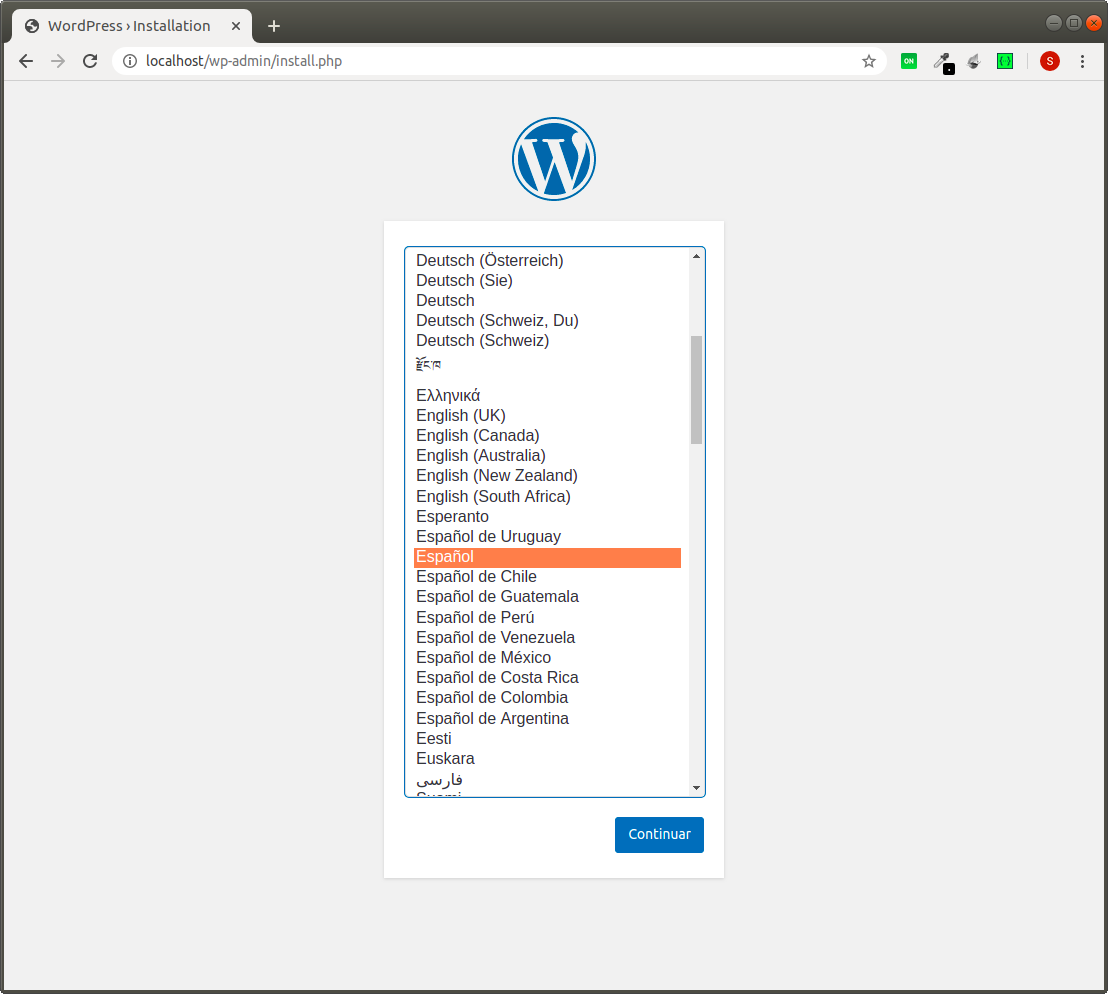 WordPress › Installation
localhost/wp-admin/install.php
ON
S
Deutsch (Österreich)
Deutsch (Sie)
Deutsch
Deutsch (Schweiz, Du)
Deutsch (Schweiz)
རྫོང་ཁ
Ελληνικά
English (UK)
English (Canada)
English (Australia)
English (New Zealand)
English (South Africa)
Esperanto
Español de Uruguay
Español
Español de Chile
Español de Guatemala
Español de Perú
Español de Venezuela
Español de México
Español de Costa Rica
Español de Colombia
Español de Argentina
Eesti
Euskara
فارسی
Suomi
Continuar